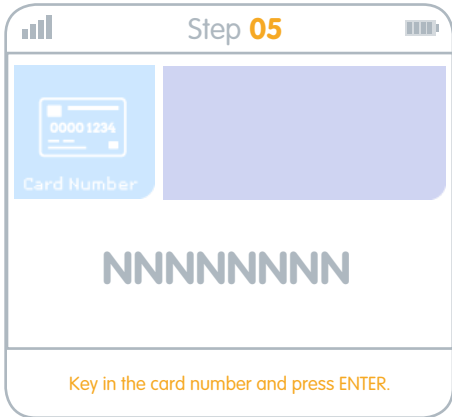 Step 05
00001234
Card Number
NNNNNNNN
Key in the card number and press ENTER.